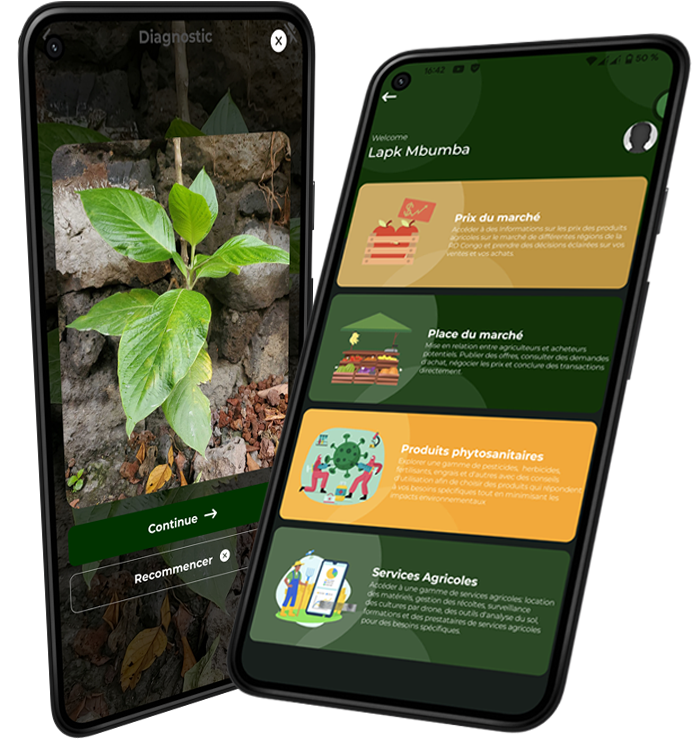 Diagnostic
X
Continue →
Recommencer
16:42
50 %
Welcome
Lapk Mbumba
Prix du marché
Accéder à des informations sur les prix des produits
agricoles sur le marché de différentes régions de la
RD Congo et prendre des décisions éclairées sur vos
ventes et vos achats.
Place du marché
Mise en relation entre agriculteurs et acheteurs
potentiels. Publier des offres, consulter des demandes
d'achat, négocier les prix et conclure des transactions
directement
Produits phytosanitaires
Explorer une gamme de pesticides, herbicides,
fertilisants, engrais et d'autres avec des conseils
d'utilisation afin de choisir des produits qui répondent
à vos besoins spécifiques tout en minimisant les
impacts environnementaux
Services Agricoles
Accéder à une gamme de services agricoles: location
des matériels, gestion des récoltes, surveillance
des cultures par drone, des outils d'analyse du sol,
formations et des prestataires de services agricoles
pour des besoins spécifiques.